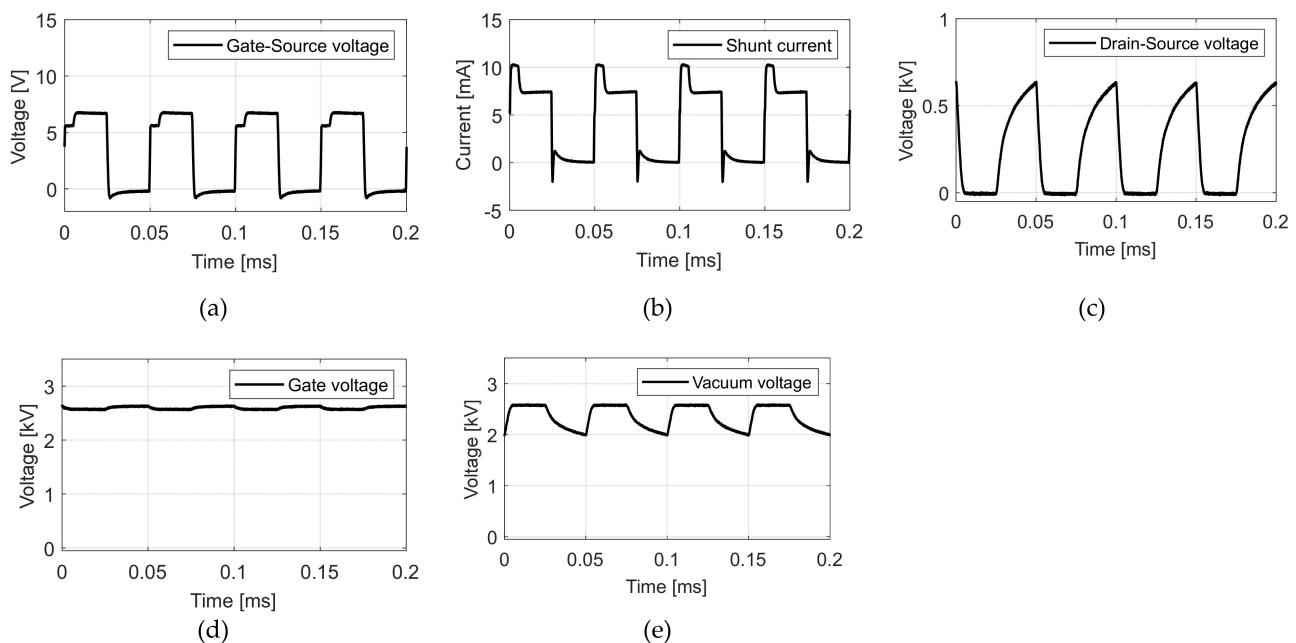 15
10
5
0
Voltage [V]
Gate-Source voltage
0 0.05 0.1 0.15 0.2
Time [ms]
(a)
15
10
5
0
-5
Current [mA]
Shunt current
0 0.05 0.1 0.15 0.2
Time [ms]
(b)
1
0.5
0
Voltage [kV]
Drain-Source voltage
0 0.05 0.1 0.15 0.2
Time [ms]
(c)
3
2
1
0
Voltage [kV]
Gate voltage
0 0.05 0.1 0.15 0.2
Time [ms]
(d)
3
2
1
0
Voltage [kV]
Vacuum voltage
0 0.05 0.1 0.15 0.2
Time [ms]
(e)